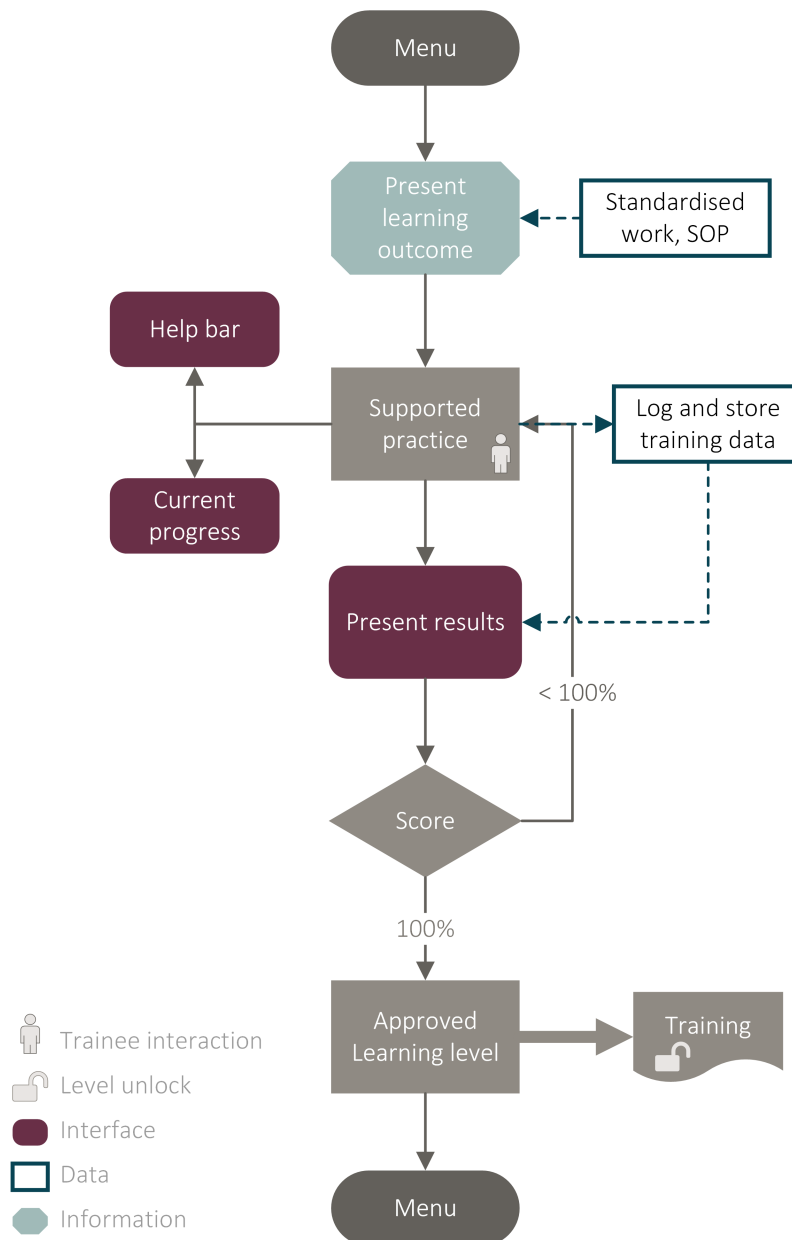 Menu
Present
learning
outcome
Standardised
work, SOP
Help bar
Supported
practice
Log and store
training data
Current
progress
Present results
< 100%
Score
100%
Approved
Learning level
Training
Trainee interaction
Level unlock
Interface
Data
Information
Menu